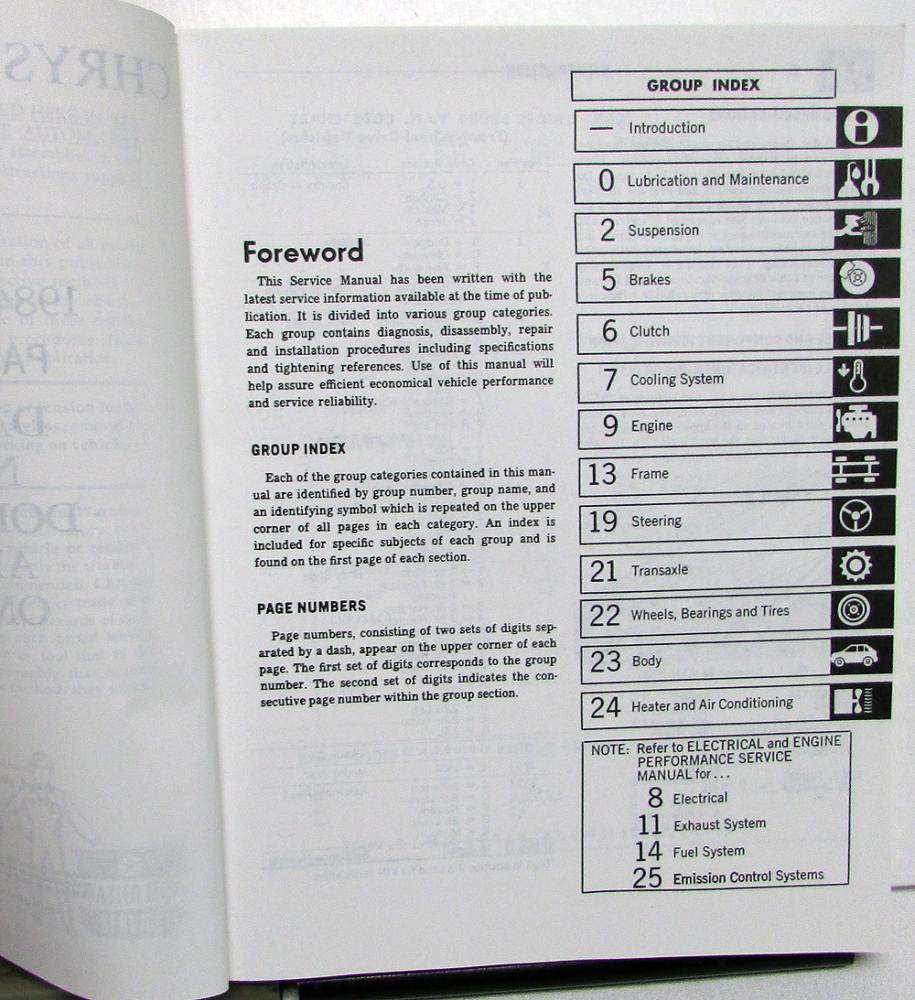 Foreword
This Service Manual has been written with the
latest service information available at the time of pub-
lication. It is divided into various group categories.
Each group contains diagnosis, disassembly, repair
and installation procedures including specifications
and tightening references. Use of this manual will
help assure efficient economical vehicle performance
and service reliability.
GROUP INDEX
Each of the group categories contained in this man-
ual are identified by group number, group name, and
an identifying symbol which is repeated on the upper
corner of all pages in each category. An index is
included for specific subjects of each group and is
found on the first page of each section.
PAGE NUMBERS
Page numbers, consisting of two sets of digits sep-
arated by a dash, appear on the upper corner of each
page. The first set of digits corresponds to the group
number. The second set of digits indicates the con-
secutive page number within the group section.
GROUP INDEX
— Introduction
0 Lubrication and Maintenance
2 Suspension
5 Brakes
6 Clutch
7 Cooling System
9 Engine
13 Frame
19 Steering
21 Transaxle
22 Wheels, Bearings and Tires
23 Body
24 Heater and Air Conditioning
NOTE: Refer to ELECTRICAL and ENGINE
PERFORMANCE SERVICE
MANUAL for...
8 Electrical
11 Exhaust System
14 Fuel System
25 Emission Control Systems